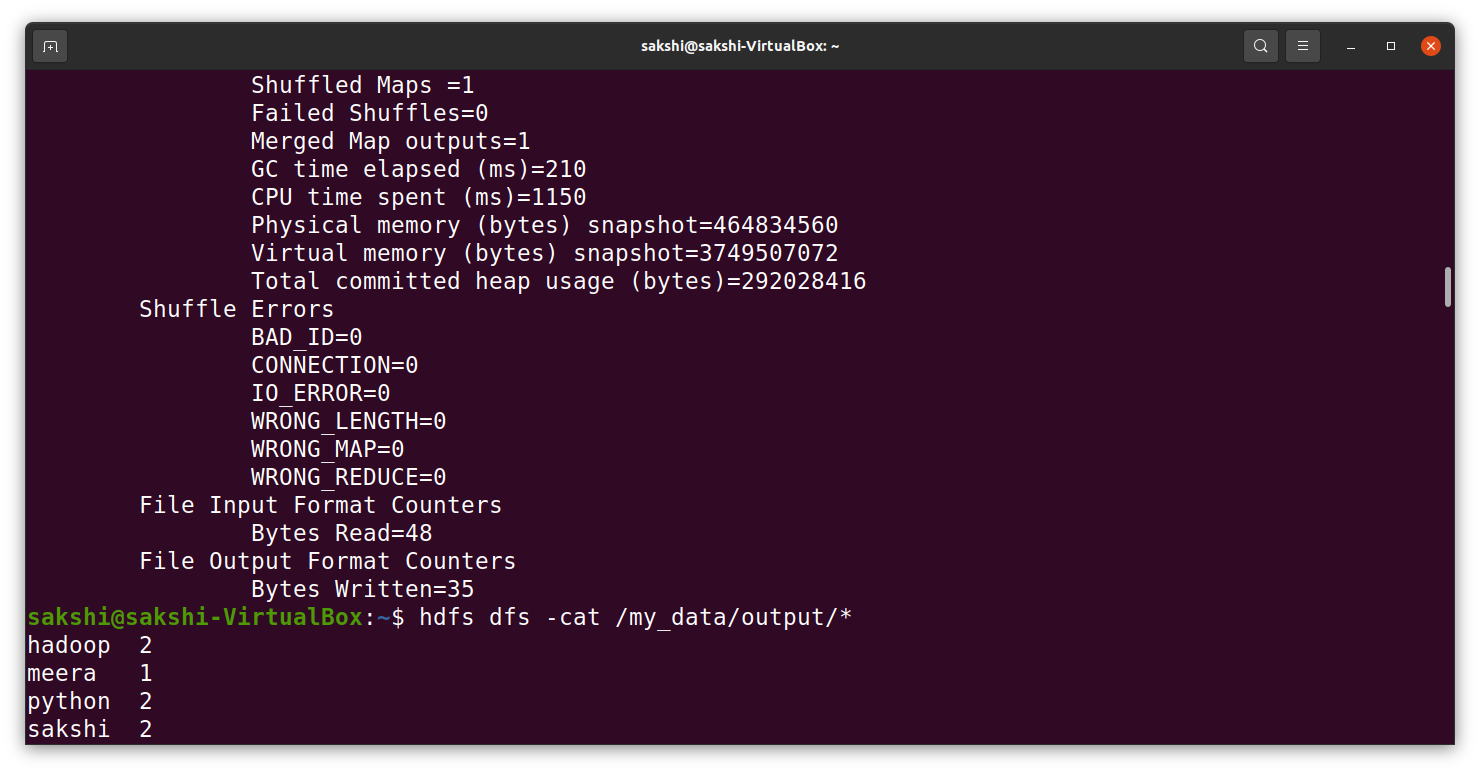 sakshi@sakshi-VirtualBox: ~
Shuffled Maps =1
Failed Shuffles=0
Merged Map outputs=1
GC time elapsed (ms)=210
CPU time spent (ms)=1150
Physical memory (bytes) snapshot=464834560
Virtual memory (bytes) snapshot=3749507072
Total committed heap usage (bytes)=292028416
Shuffle Errors
BAD_ID=0
CONNECTION=0
IO_ERROR=0
WRONG_LENGTH=0
WRONG_MAP=0
WRONG_REDUCE=0
File Input Format Counters
Bytes Read=48
File Output Format Counters
Bytes Written=35
sakshi@sakshi-VirtualBox:~$ hdfs dfs -cat /my_data/output/*
hadoop  2
meera   1
python  2
sakshi  2